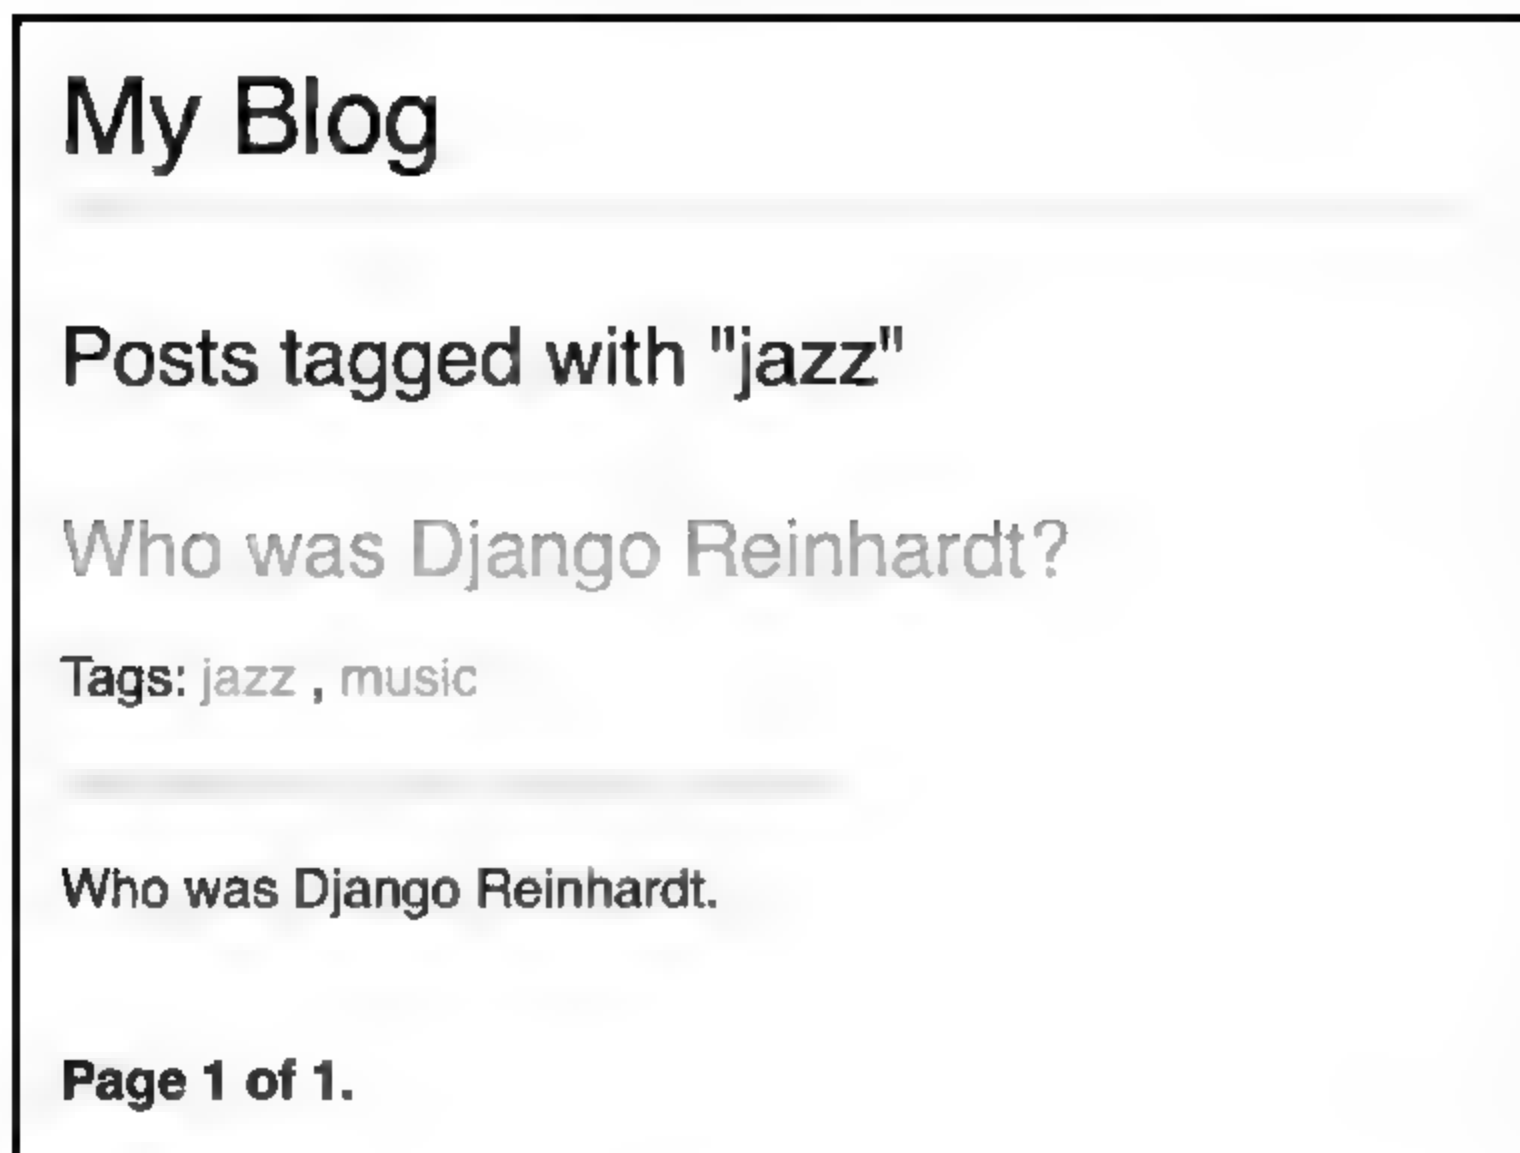 My Blog
Posts tagged with "jazz"
Who was Django Reinhardt?
Tags: jazz , music
Who was Django Reinhardt.
Page 1 of 1.